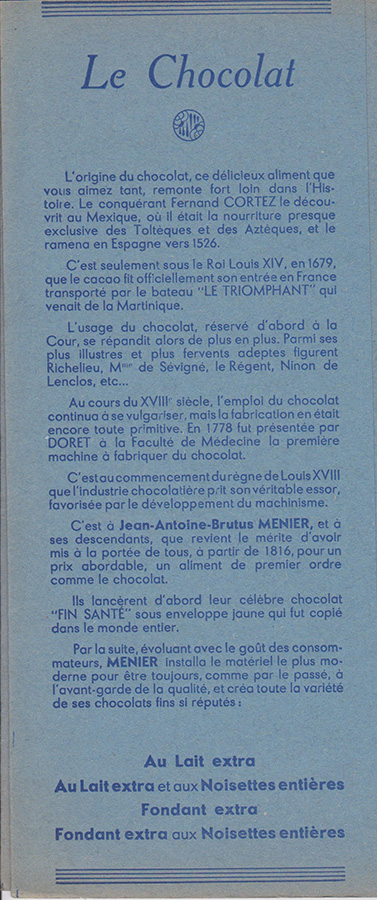 Le Chocolat
L'origine du chocolat, ce délicieux aliment que
vous aimez tant, remonte fort loin dans l'His-
toire. Le conquérant Fernand CORTEZ le décou-
vrit au Mexique, où il était la nourriture presque
exclusive des Toltèques et des Aztèques, et le
ramena en Espagne vers 1526.
C'est seulement sous le Roi Louis XIV, en 1679,
que le cacao fit officiellement son entrée en France
transporté par le bateau "LE TRIOMPHANT" qui
venait de la Martinique.
L'usage du chocolat, réservé d'abord à la
Cour, se répandit alors de plus en plus. Parmi ses
plus illustres et plus fervents adeptes figurent
Richelieu, Mme de Sévigné, le Régent, Ninon de
Lenclos, etc...
Au cours du XVIIIe siècle, l'emploi du chocolat
continua à se vulgariser, mais la fabrication en était
encore toute primitive. En 1778 fut présentée par
DORET à la Faculté de Médecine la première
machine à fabriquer du chocolat.
C'est au commencement du règne de Louis XVIII
que l'industrie chocolatière prit son véritable essor,
favorisée par le développement du machinisme.
C'est à Jean-Antoine-Brutus MENIER, et à
ses descendants, que revient le mérite d'avoir
mis à la portée de tous, à partir de 1816, pour un
prix abordable, un aliment de premier ordre
comme le chocolat.
Ils lancèrent d'abord leur célèbre chocolat
"FIN SANTÉ" sous enveloppe jaune qui fut copié
dans le monde entier.
Par la suite, évoluant avec le goût des consom-
mateurs, MENIER installa le matériel le plus mo-
derne pour être toujours, comme par le passé, à
l'avant-garde de la qualité, et créa toute la variété
de ses chocolats fins si réputés :
Au Lait extra
Au Lait extra et aux Noisettes entières
Fondant extra
Fondant extra aux Noisettes entières